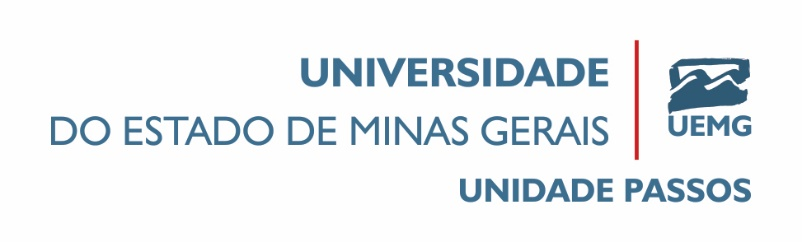 UNIVERSIDADE
DO ESTADO DE MINAS GERAIS
UEMG
UNIDADE PASSOS